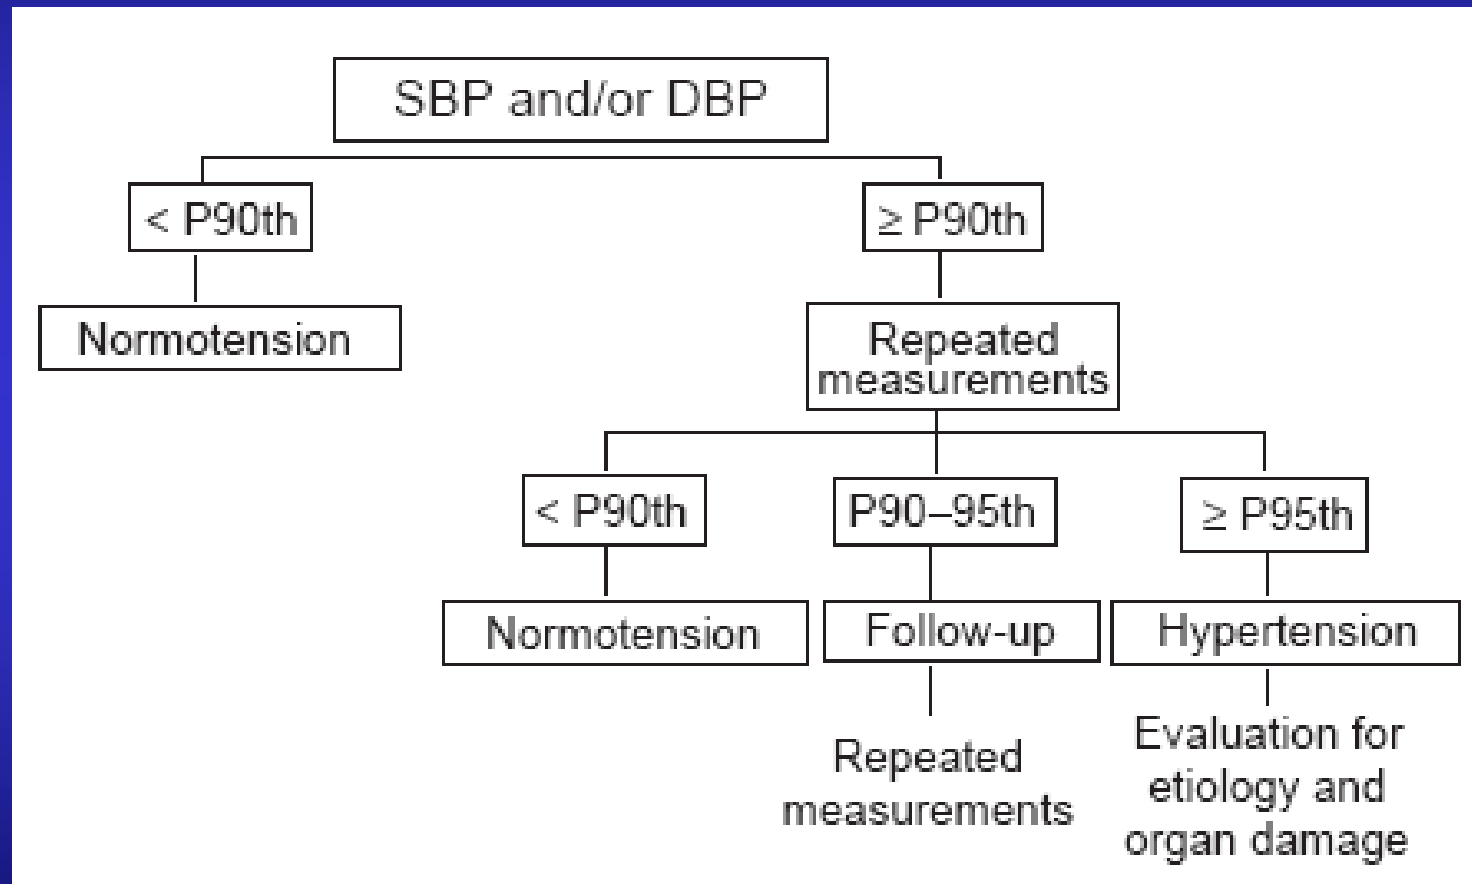 SBP and/or DBP
< P90th
≥ P90th
Normotension
Repeated
measurements
< P90th
P90–95th
≥ P95th
Normotension
Follow-up
Hypertension
Repeated
measurements
Evaluation for
etiology and
organ damage